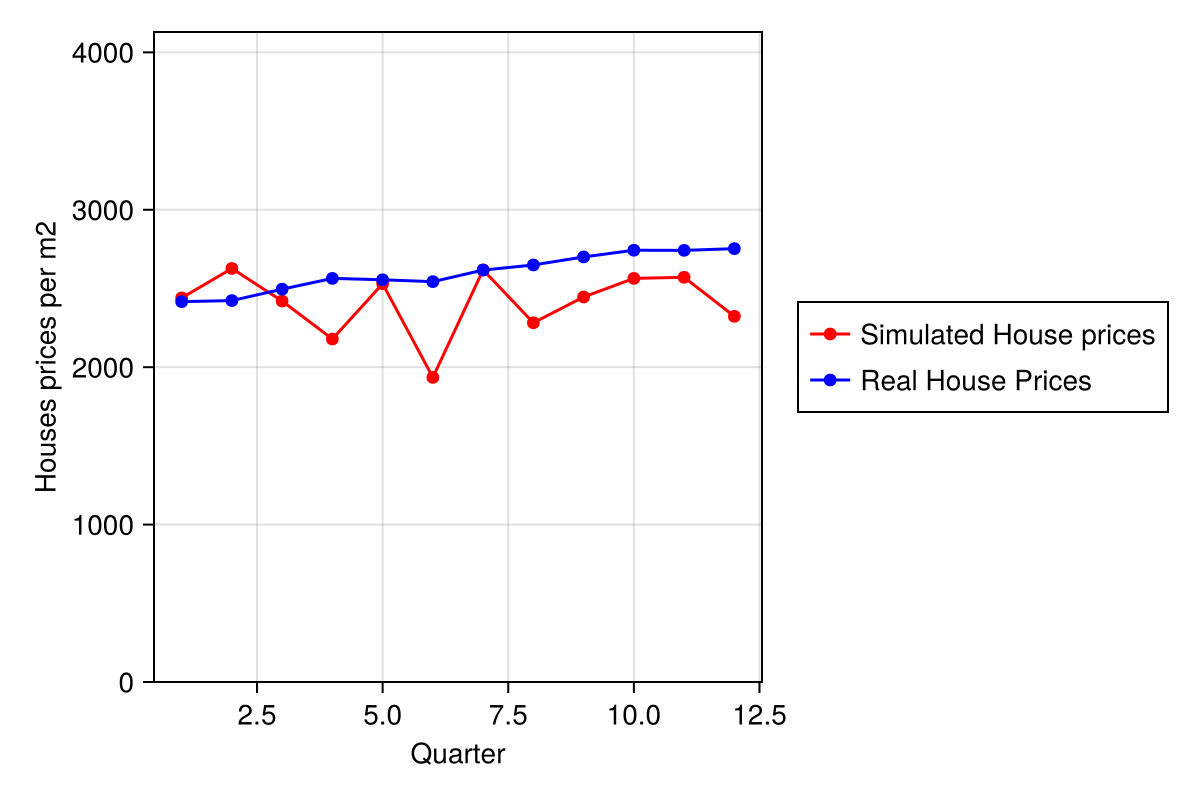 4000
3000
2000
1000
0
Houses prices per m2
2.5 5.0 7.5 10.0 12.5
Quarter
Simulated House prices
Real House Prices